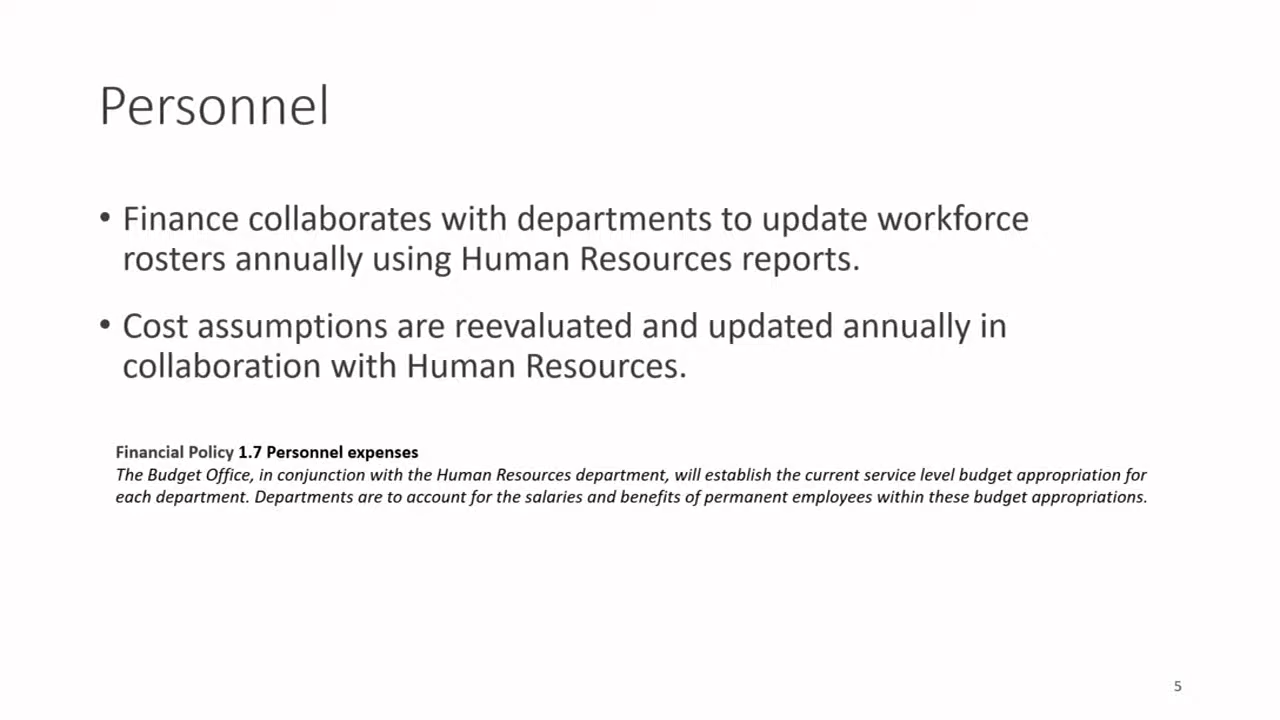 Personnel
• Finance collaborates with departments to update workforce
rosters annually using Human Resources reports.
• Cost assumptions are reevaluated and updated annually in
collaboration with Human Resources.
Financial Policy 1.7 Personnel expenses
The Budget Office, in conjunction with the Human Resources department, will establish the current service level budget appropriation for
each department. Departments are to account for the salaries and benefits of permanent employees within these budget appropriations.
5